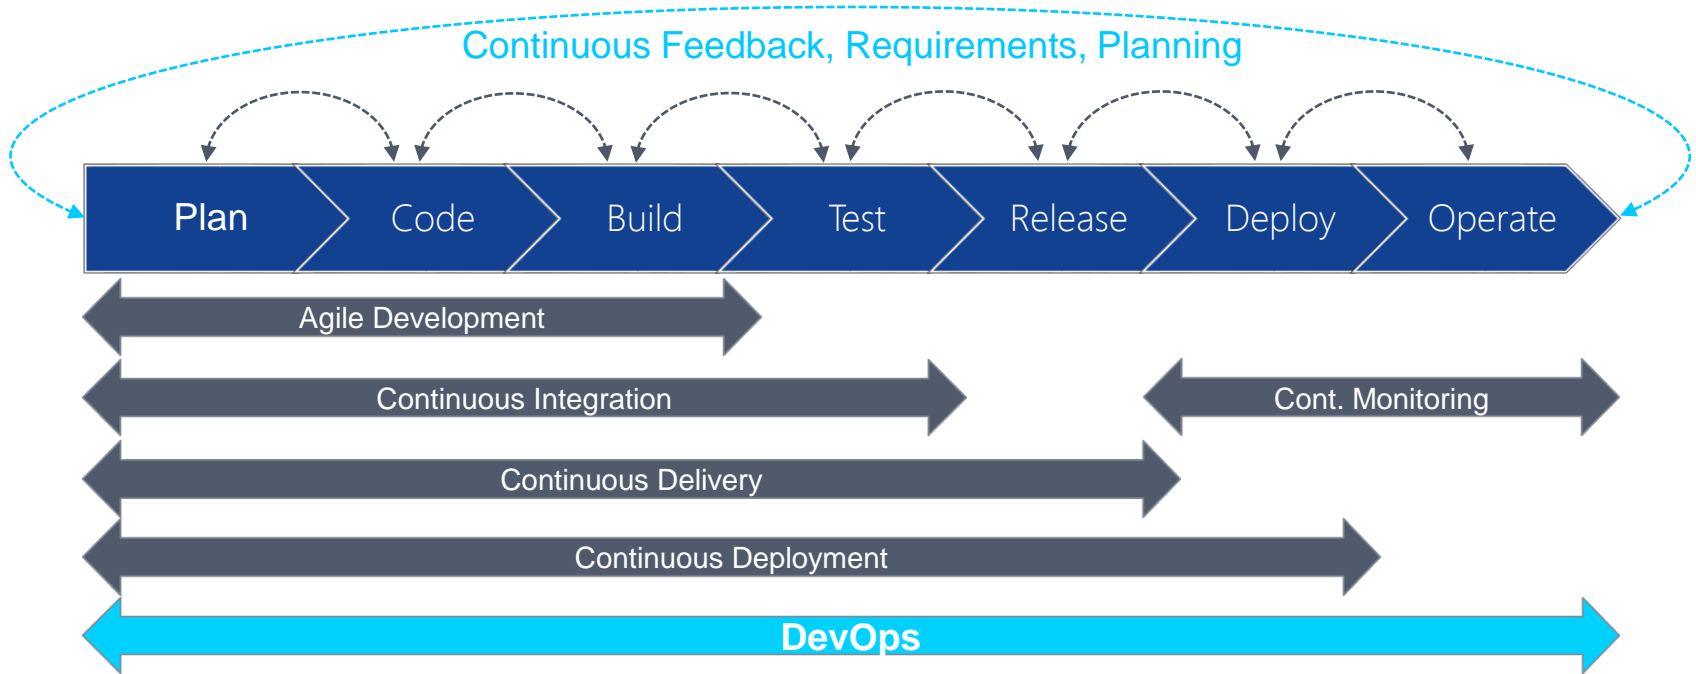 Continuous Feedback, Requirements, Planning
Plan
Code
Build
Test
Release
Deploy
Operate
Agile Development
Continuous Integration
Cont. Monitoring
Continuous Delivery
Continuous Deployment
DevOps